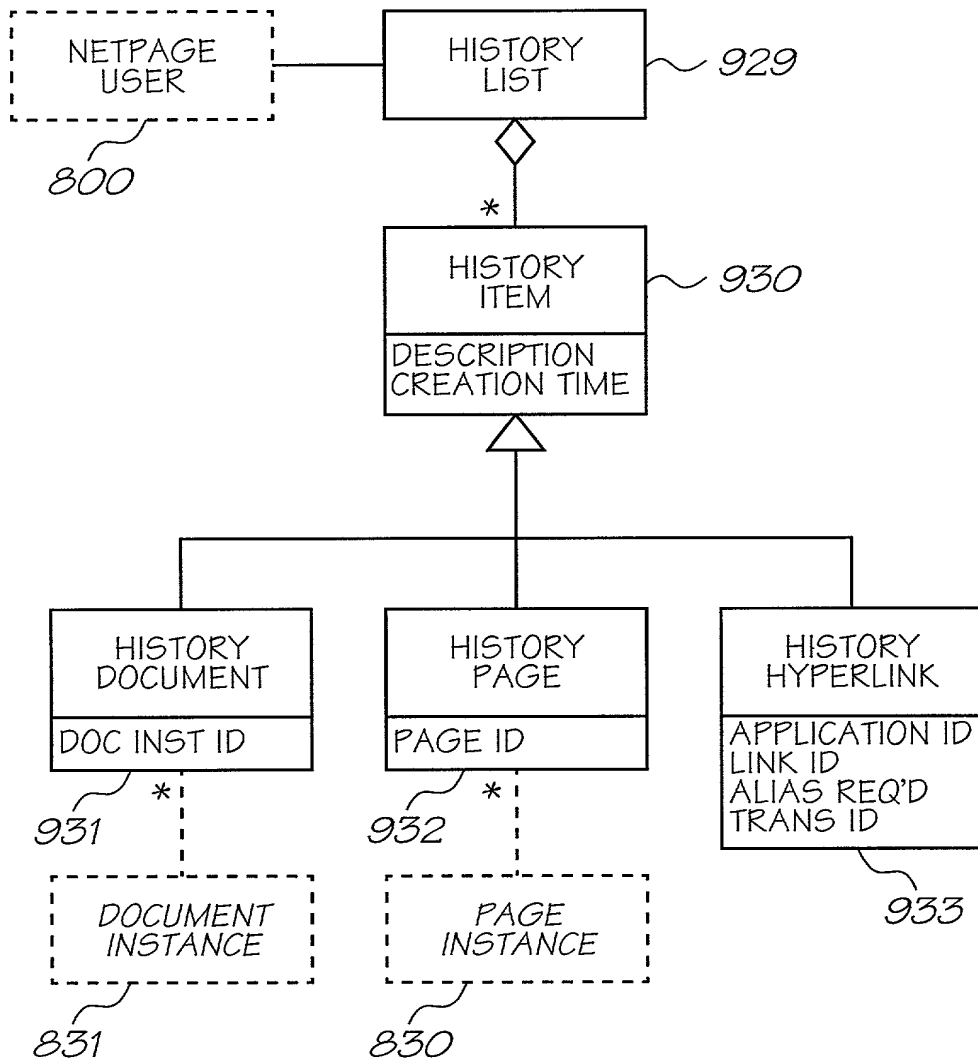 NETPAGE
USER
800
HISTORY
LIST
929
*
HISTORY
ITEM
930
DESCRIPTION
CREATION TIME
HISTORY
DOCUMENT
DOC INST ID
931
*
HISTORY
PAGE
PAGE ID
932
*
HISTORY
HYPERLINK
APPLICATION ID
LINK ID
ALIAS REQ'D
TRANS ID
933
DOCUMENT
INSTANCE
831
PAGE
INSTANCE
830